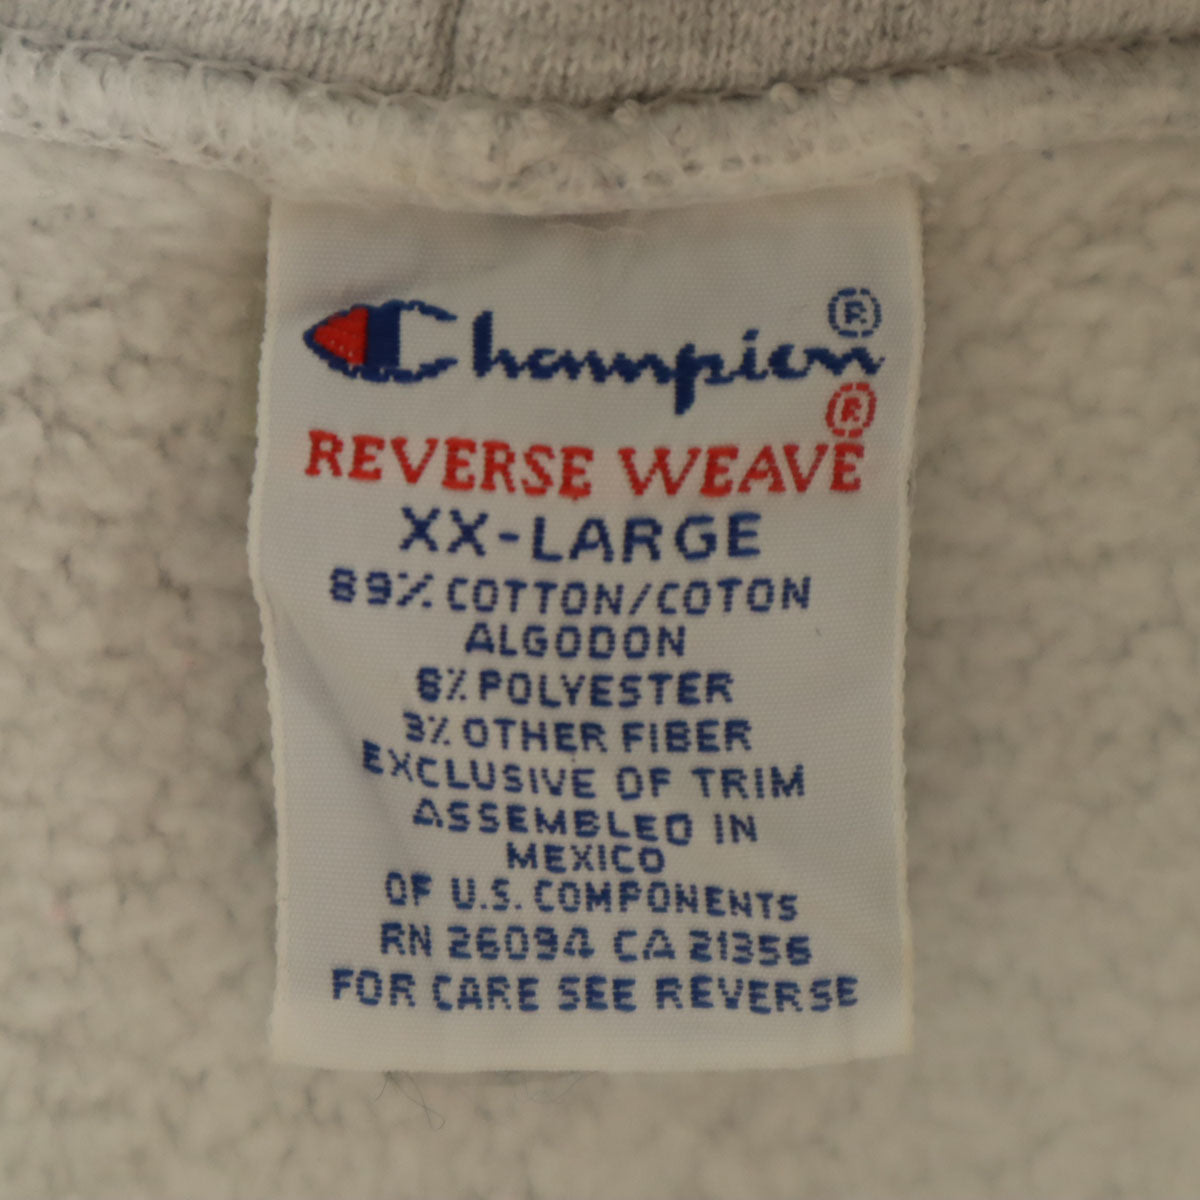 Champion®
REVERSE WEAVE®
XX-LARGE
89% COTTON/COTON
ALGODON
8% POLYESTER
3% OTHER FIBER
EXCLUSIVE OF TRIM
ASSEMBLED IN
MEXICO
OF U.S. COMPONENTS
RN 26094 CA 21356
FOR CARE SEE REVERSE